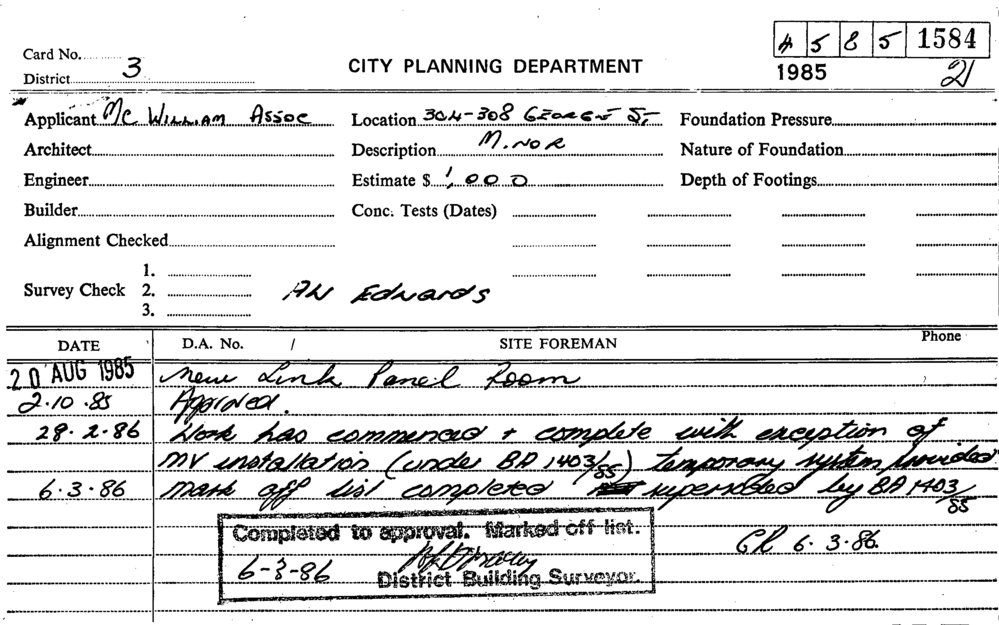 4 5 8 5 1584
Card No.
District 3
CITY PLANNING DEPARTMENT
1985 21
Applicant Mc William Assoc
Location 304-308 George St
Foundation Pressure
Architect
Description Minor
Nature of Foundation
Engineer
Estimate $ 1,000
Depth of Footings
Builder
Conc. Tests (Dates)
Alignment Checked
Survey Check
1.
2.
3.
AW Edwards
DATE D.A. No. / SITE FOREMAN Phone
20 AUG 1985 New Link Panel Room
2.10.85 Approved.
28.2.86 Work has commenced + complete with exception of
MV installation (under BA 1403/85) temporary system provided
6.3.86 Mark off list completed superseded by BA 1403/85
Completed to approval. Marked off list.
6-3-86
District Building Surveyor.
GR 6.3.86.